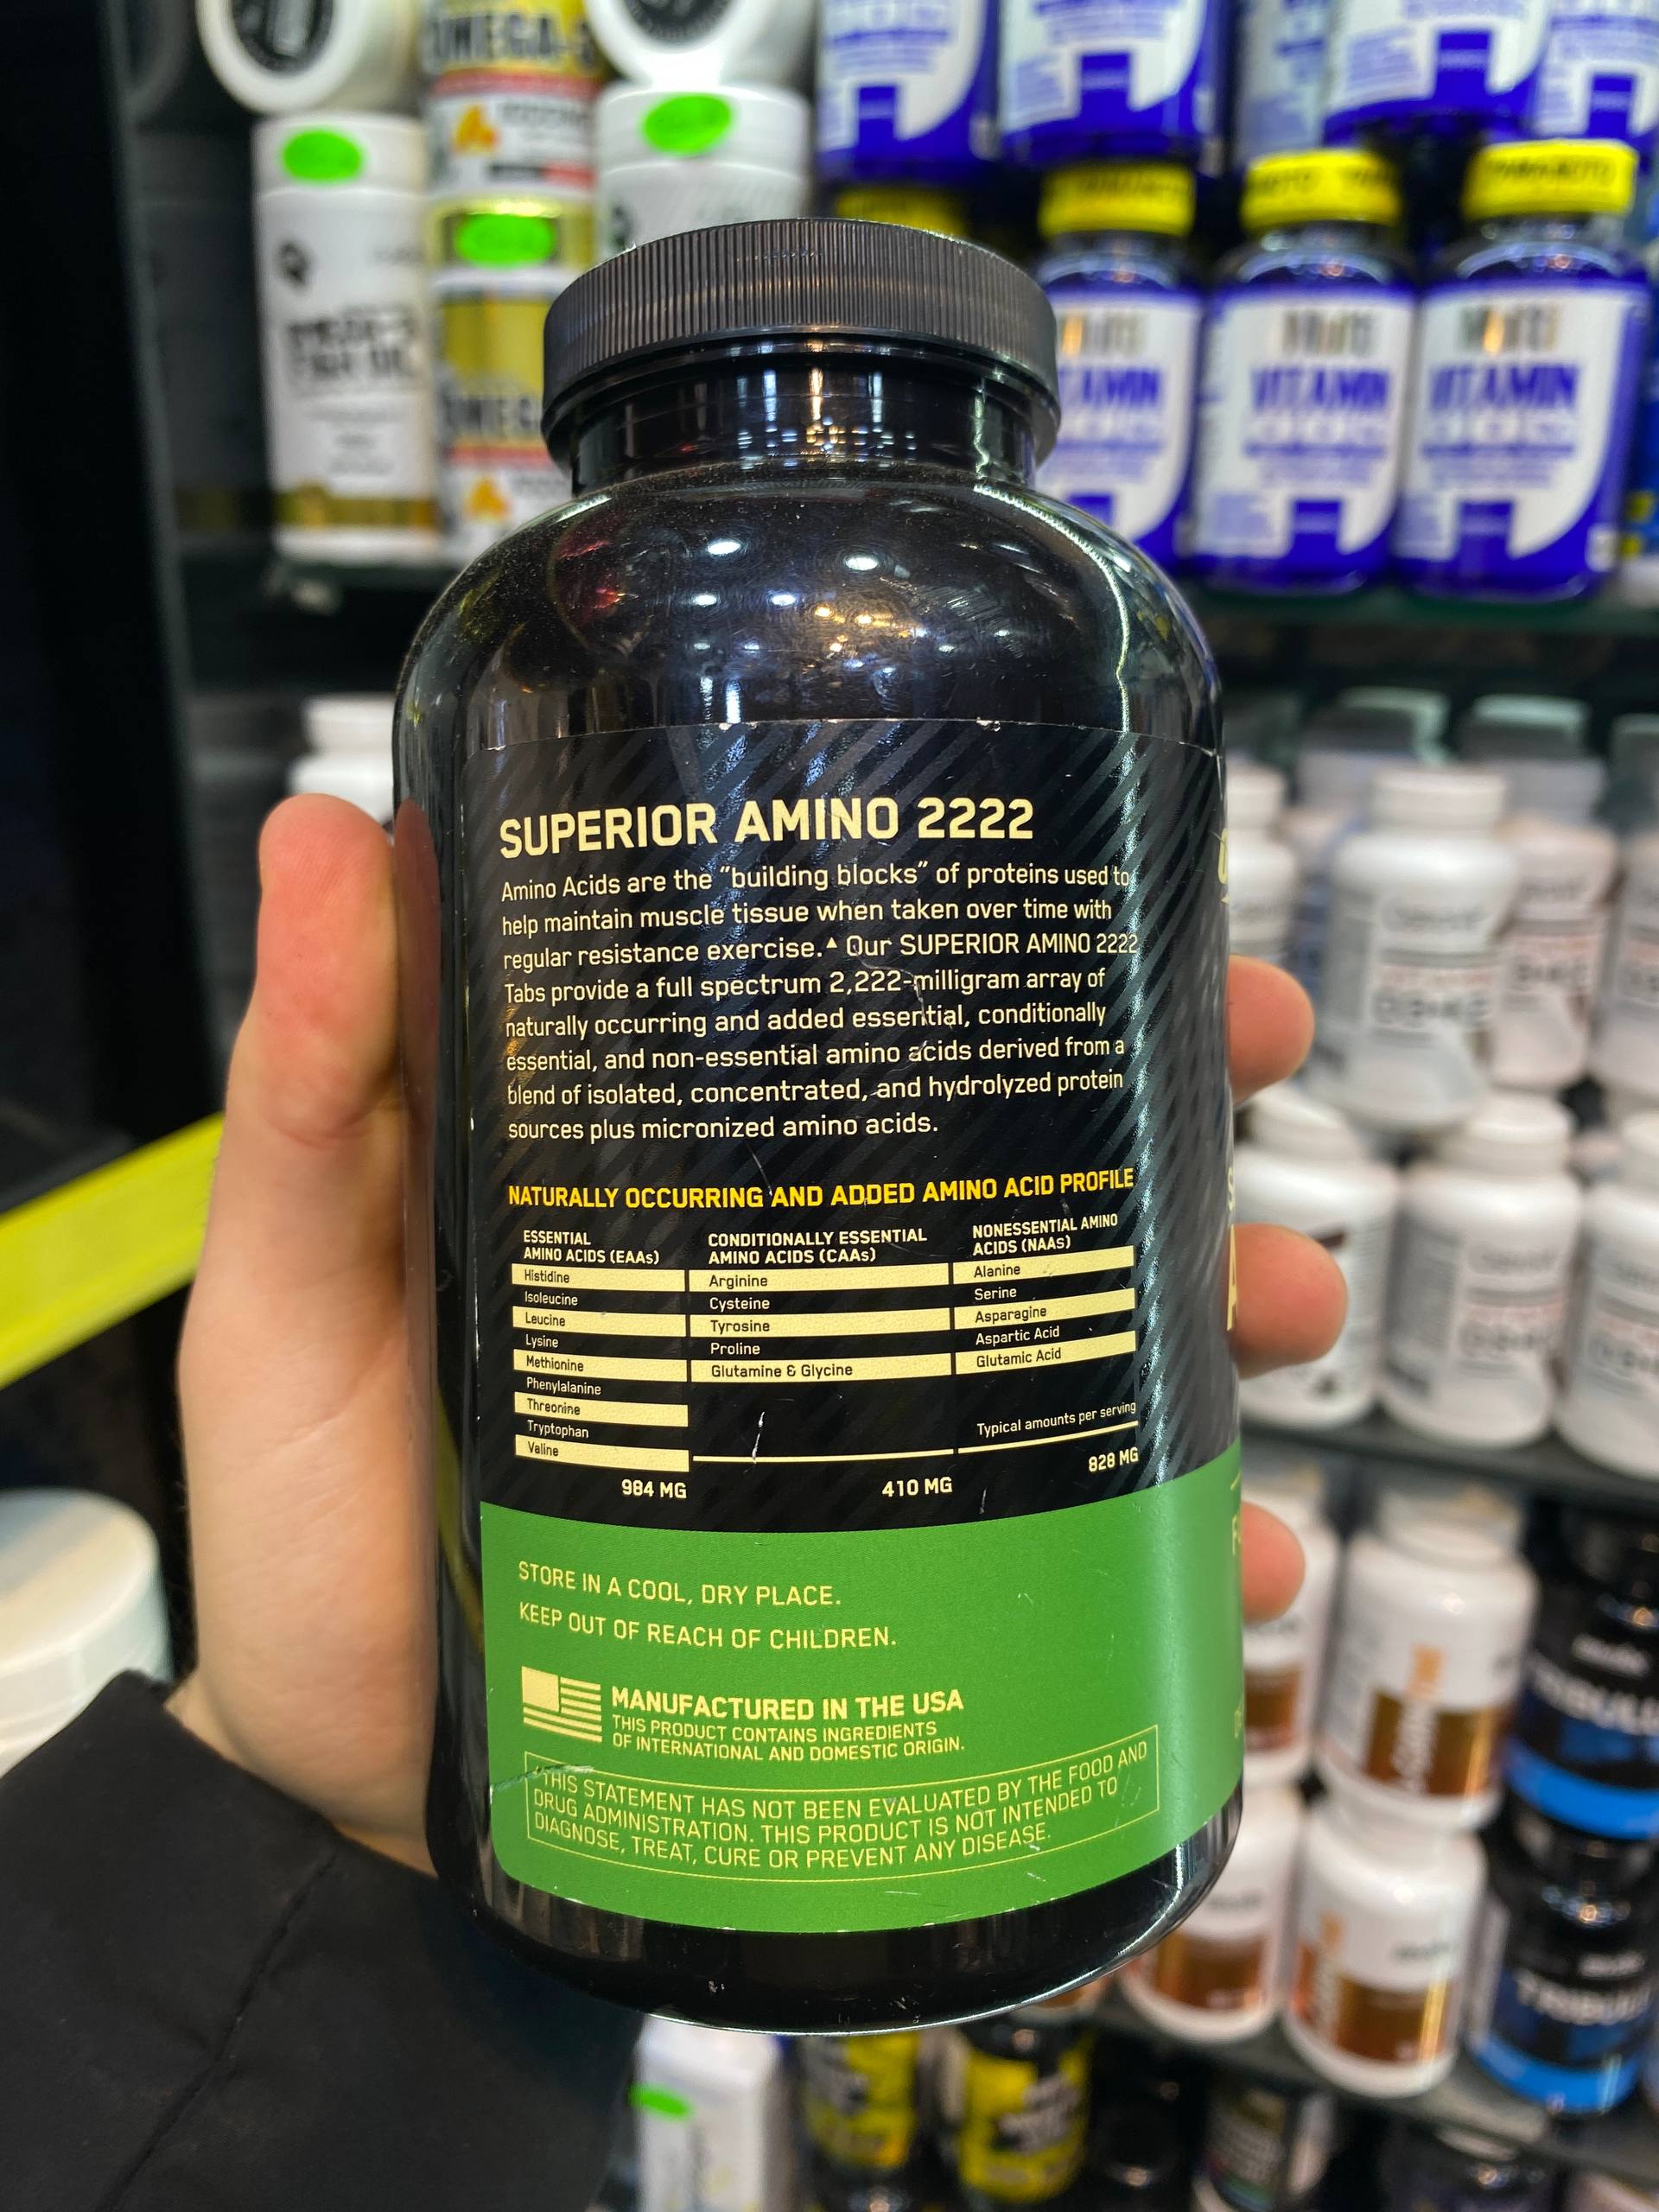 SUPERIOR AMINO 2222
Amino Acids are the “building blocks” of proteins used to
help maintain muscle tissue when taken over time with
regular resistance exercise.▲ Our SUPERIOR AMINO 2222
Tabs provide a full spectrum 2,222-milligram array of
naturally occurring and added essential, conditionally
essential, and non-essential amino acids derived from a
blend of isolated, concentrated, and hydrolyzed protein
sources plus micronized amino acids.
NATURALLY OCCURRING AND ADDED AMINO ACID PROFILE
ESSENTIAL
AMINO ACIDS (EAAs)
Histidine
Isoleucine
Leucine
Lysine
Methionine
Phenylalanine
Threonine
Tryptophan
Valine
984 MG
CONDITIONALLY ESSENTIAL
AMINO ACIDS (CAAs)
Arginine
Cysteine
Tyrosine
Proline
Glutamine & Glycine
410 MG
NONESSENTIAL AMINO
ACIDS (NAAs)
Alanine
Serine
Asparagine
Aspartic Acid
Glutamic Acid
Typical amounts per serving
828 MG
STORE IN A COOL, DRY PLACE.
KEEP OUT OF REACH OF CHILDREN.
MANUFACTURED IN THE USA
THIS PRODUCT CONTAINS INGREDIENTS
OF INTERNATIONAL AND DOMESTIC ORIGIN.
THIS STATEMENT HAS NOT BEEN EVALUATED BY THE FOOD AND
DRUG ADMINISTRATION. THIS PRODUCT IS NOT INTENDED TO
DIAGNOSE, TREAT, CURE OR PREVENT ANY DISEASE.
OMEGA-3
VITAMIN
VITAMIN
VITAMIN